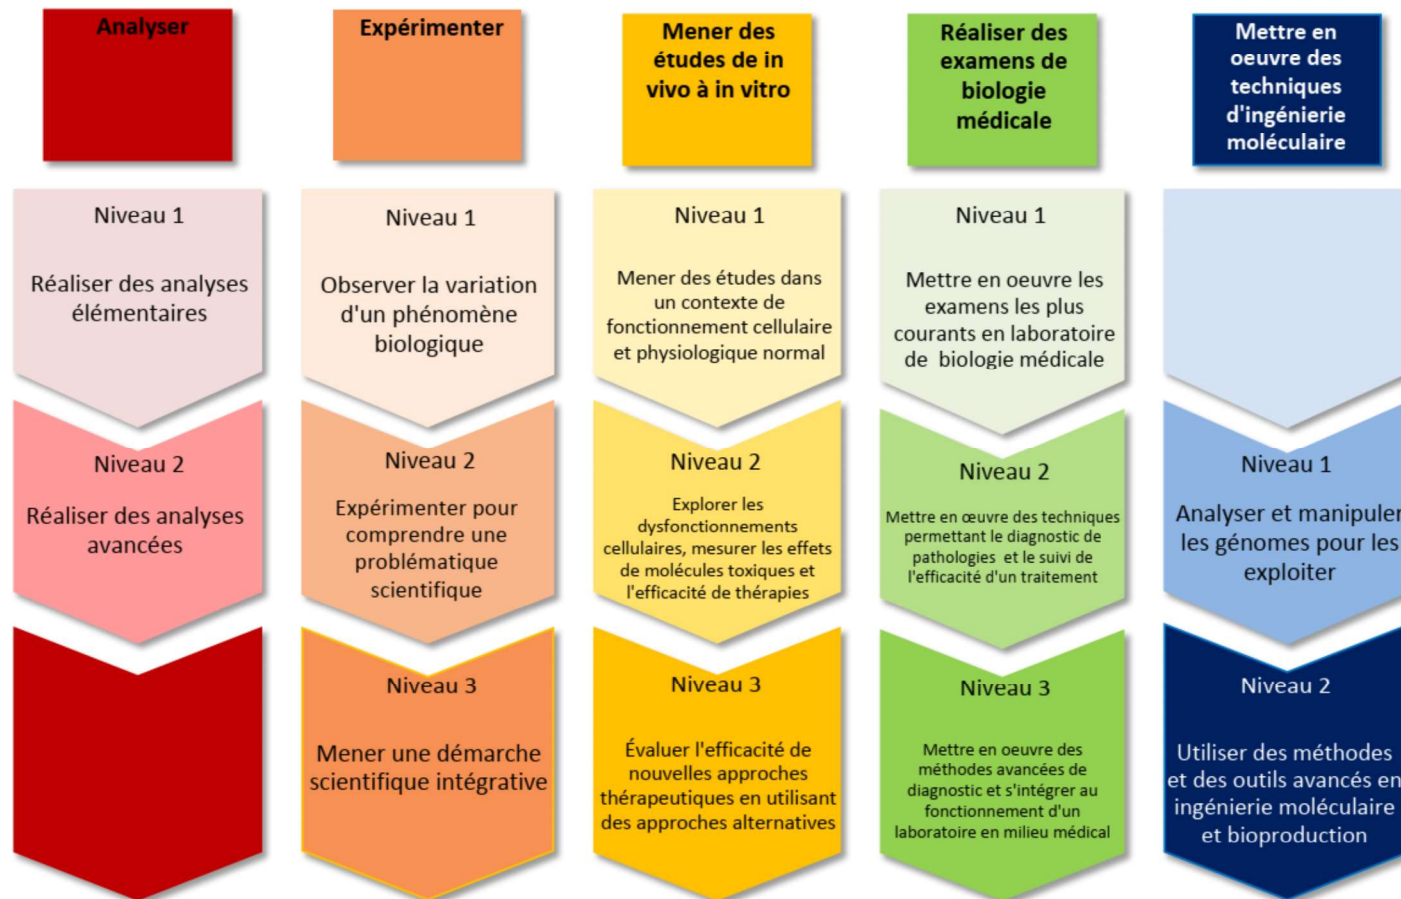 Analyser
Expérimenter
Mener des
études de in
vivo à in vitro
Réaliser des
examens de
biologie
médicale
Mettre en
oeuvre des
techniques
d'ingénierie
moléculaire
Niveau 1
Réaliser des analyses
élémentaires
Niveau 1
Observer la variation
d'un phénomène
biologique
Niveau 1
Mener des études dans
un contexte de
fonctionnement cellulaire
et physiologique normal
Niveau 1
Mettre en oeuvre les
examens les plus
courants en laboratoire
de biologie médicale
Niveau 2
Réaliser des analyses
avancées
Niveau 2
Expérimenter pour
comprendre une
problématique
scientifique
Niveau 2
Explorer les
dysfonctionnements
cellulaires, mesurer les effets
de molécules toxiques et
l'efficacité de thérapies
Niveau 2
Mettre en œuvre des techniques
permettant le diagnostic de
pathologies et le suivi de
l'efficacité d'un traitement
Niveau 1
Analyser et manipuler
les génomes pour les
exploiter
Niveau 3
Mener une démarche
scientifique intégrative
Niveau 3
Évaluer l'efficacité de
nouvelles approches
thérapeutiques en utilisant
des approches alternatives
Niveau 3
Mettre en oeuvre des
méthodes avancées de
diagnostic et s'intégrer au
fonctionnement d'un
laboratoire en milieu médical
Niveau 2
Utiliser des méthodes
et des outils avancés en
ingénierie moléculaire
et bioproduction